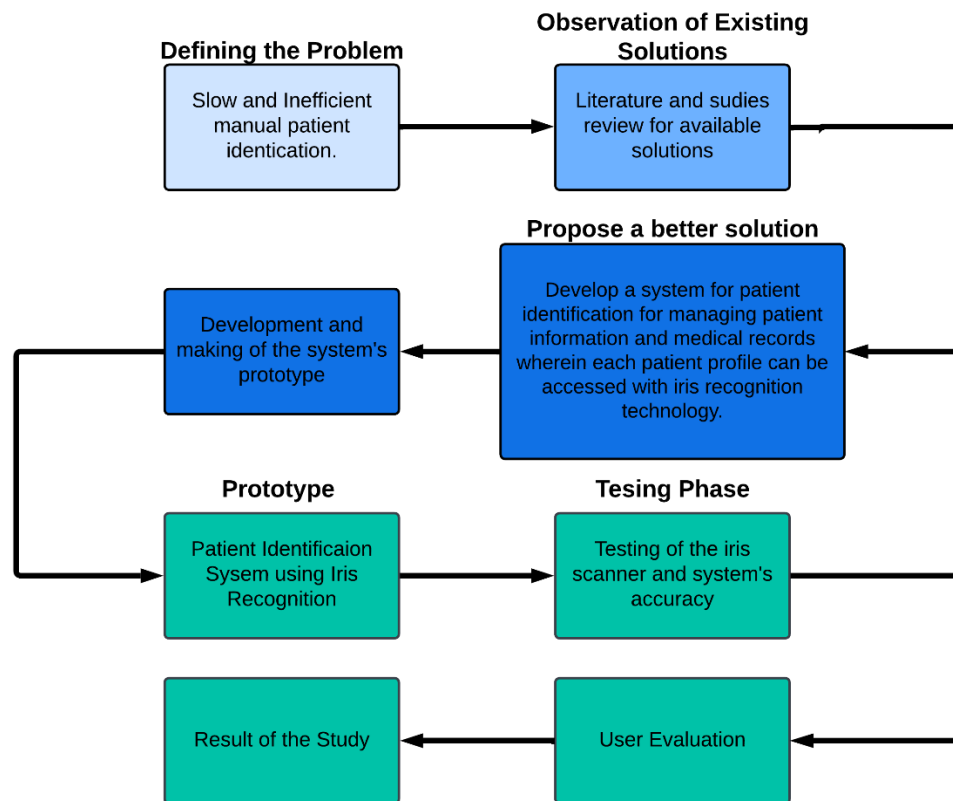 Defining the Problem
Slow and Inefficient
manual patient
identication.
Observation of Existing
Solutions
Literature and sudies
review for available
solutions
Propose a better solution
Develop a system for patient
identification for managing patient
information and medical records
wherein each patient profile can be
accessed with iris recognition
technology.
Development and
making of the system's
prototype
Prototype
Patient Identificaion
Sysem using Iris
Recognition
Tesing Phase
Testing of the iris
scanner and system's
accuracy
User Evaluation
Result of the Study